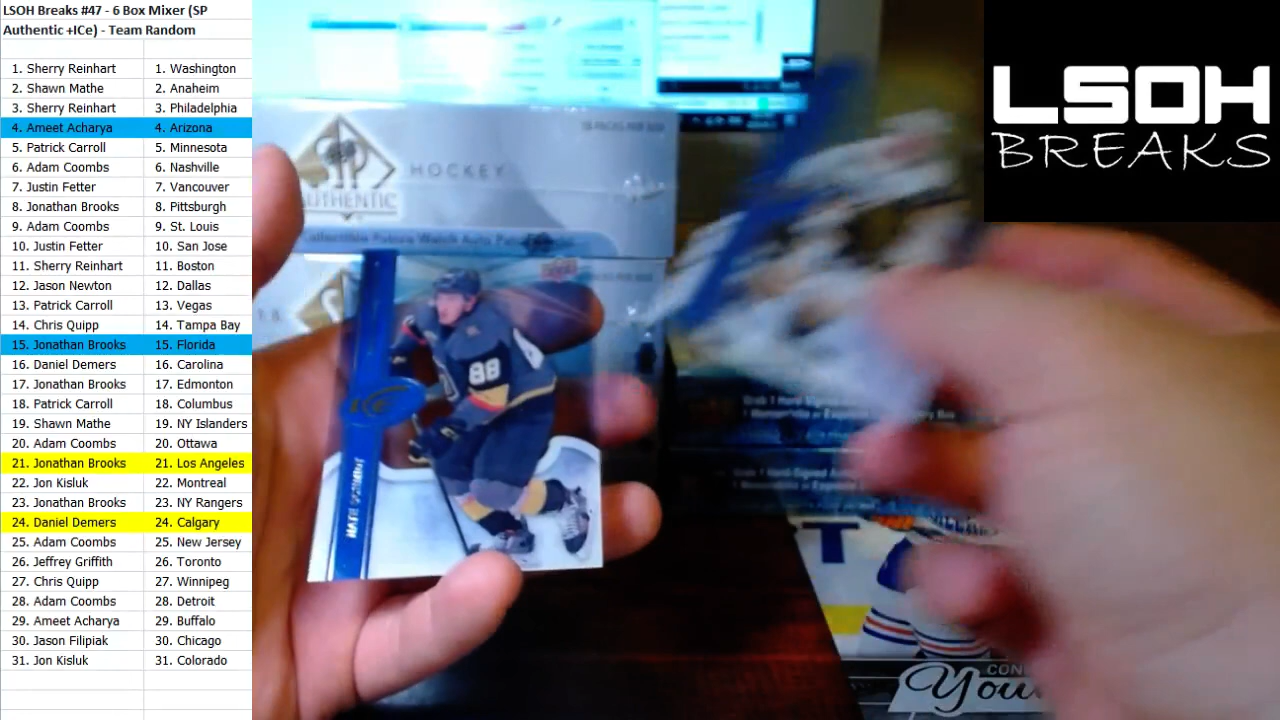 LSOH Breaks #47 - 6 Box Mixer (SP
Authentic +ICe) - Team Random
1. Sherry Reinhart 1. Washington
2. Shawn Mathe 2. Anaheim
3. Sherry Reinhart 3. Philadelphia
4. Ameet Acharya 4. Arizona
5. Patrick Carroll 5. Minnesota
6. Adam Coombs 6. Nashville
7. Justin Fetter 7. Vancouver
8. Jonathan Brooks 8. Pittsburgh
9. Adam Coombs 9. St. Louis
10. Justin Fetter 10. San Jose
11. Sherry Reinhart 11. Boston
12. Jason Newton 12. Dallas
13. Patrick Carroll 13. Vegas
14. Chris Quipp 14. Tampa Bay
15. Jonathan Brooks 15. Florida
16. Daniel Demers 16. Carolina
17. Jonathan Brooks 17. Edmonton
18. Patrick Carroll 18. Columbus
19. Shawn Mathe 19. NY Islanders
20. Adam Coombs 20. Ottawa
21. Jonathan Brooks 21. Los Angeles
22. Jon Kisluk 22. Montreal
23. Jonathan Brooks 23. NY Rangers
24. Daniel Demers 24. Calgary
25. Adam Coombs 25. New Jersey
26. Jeffrey Griffith 26. Toronto
27. Chris Quipp 27. Winnipeg
28. Adam Coombs 28. Detroit
29. Ameet Acharya 29. Buffalo
30. Jason Filipiak 30. Chicago
31. Jon Kisluk 31. Colorado
LSOH
BREAKS
SP
HOCKEY
AUTHENTIC
88
ICE